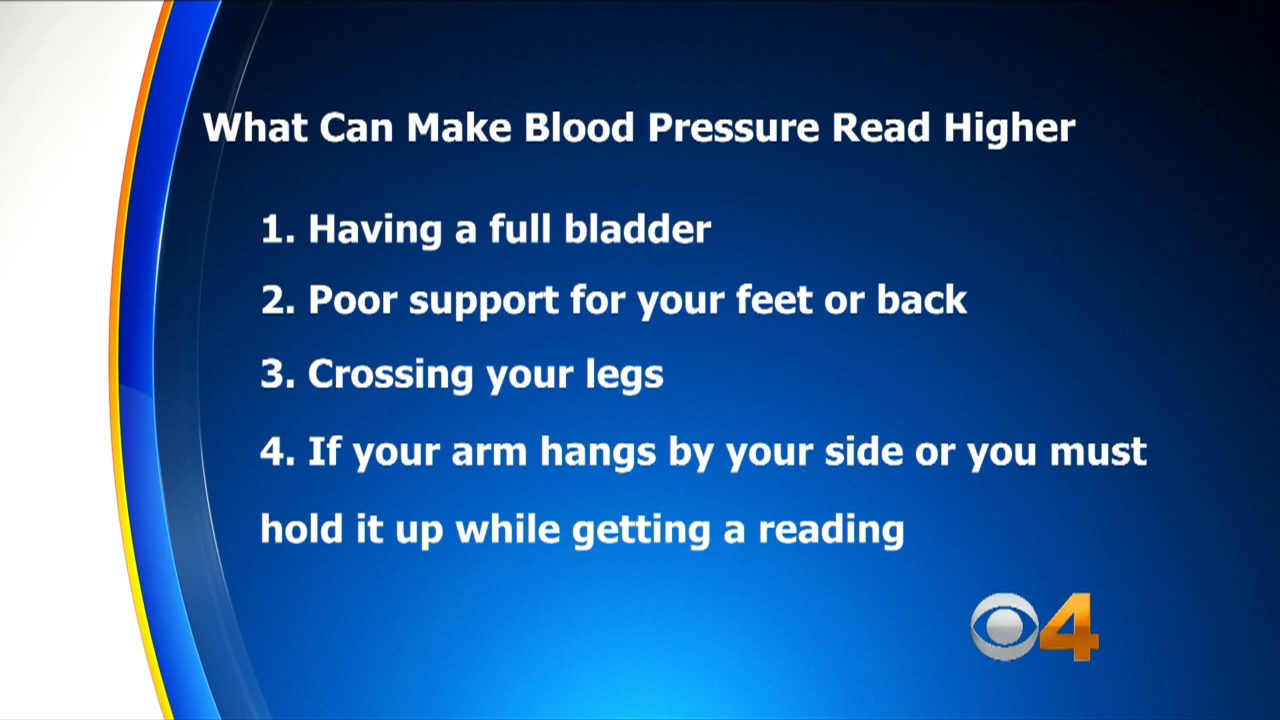 What Can Make Blood Pressure Read Higher
1. Having a full bladder
2. Poor support for your feet or back
3. Crossing your legs
4. If your arm hangs by your side or you must
hold it up while getting a reading
4